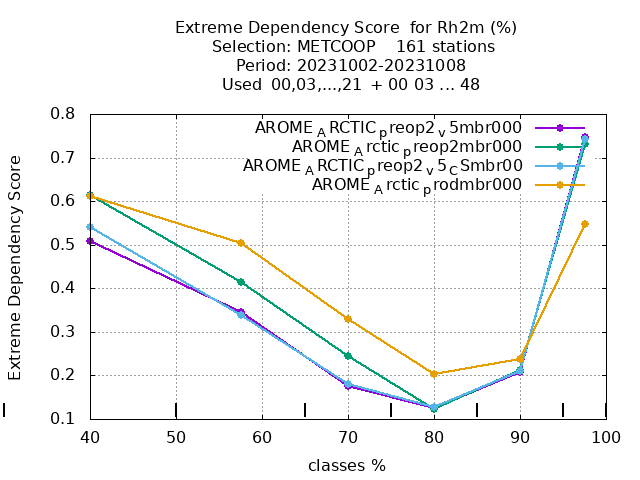 Extreme Dependency Score for Rh2m (%)
Selection: METCOOP 161 stations
Period: 20231002-20231008
Used 00,03,...,21 + 00 03 ... 48
AROME_ARCTIC_preop2_v5mbr000
AROME_Arctic_preop2mbr000
AROME_ARCTIC_preop2_v5_CSmbr00
AROME_Arctic_prodmbr000
Extreme Dependency Score
0.8
0.7
0.6
0.5
0.4
0.3
0.2
0.1
40 50 60 70 80 90 100
classes %